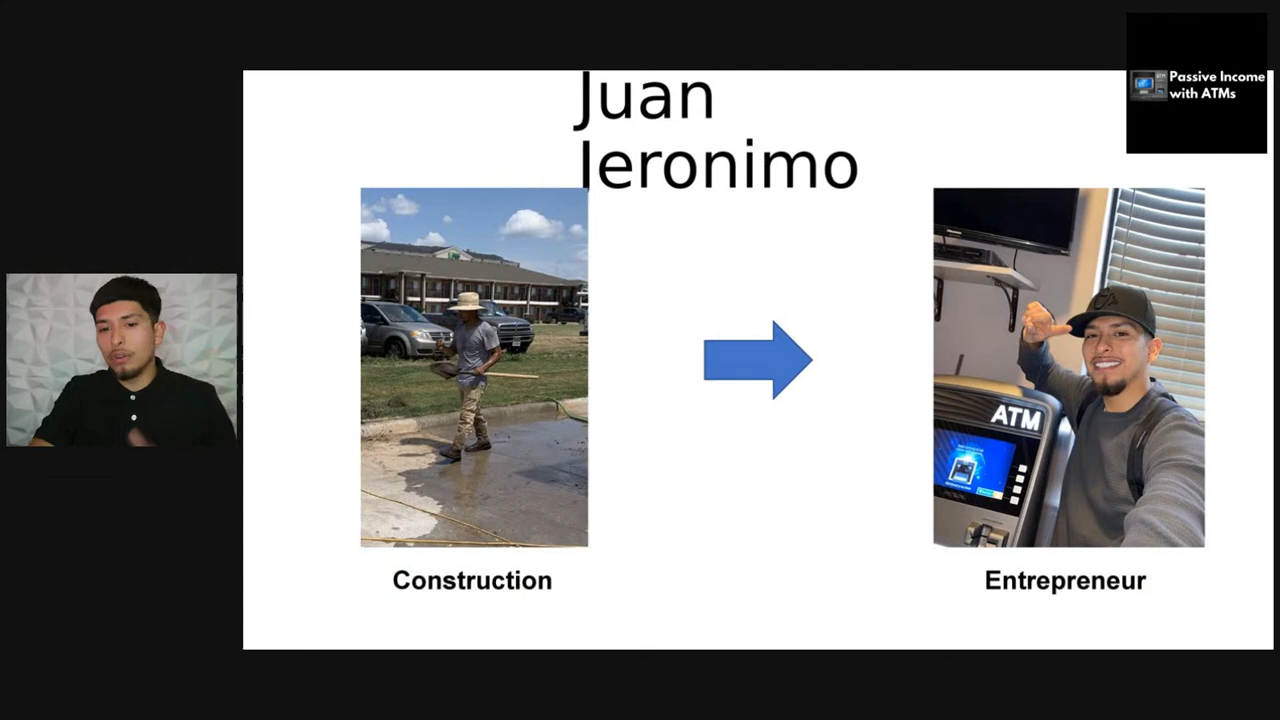 Juan
Jeronimo
Passive Income
with ATMs
ATM
Construction
Entrepreneur